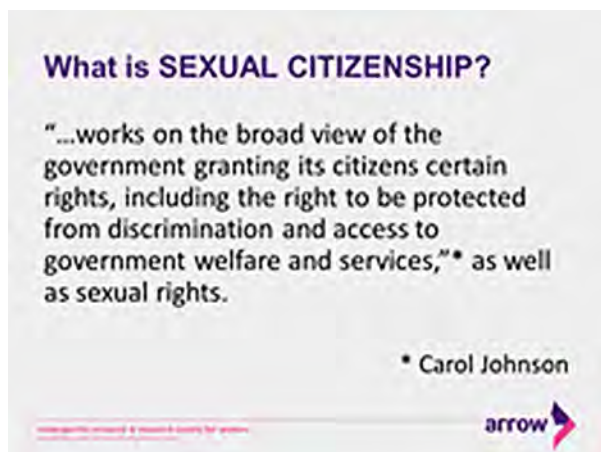 What is SEXUAL CITIZENSHIP?
“...works on the broad view of the
government granting its citizens certain
rights, including the right to be protected
from discrimination and access to
government welfare and services,”* as well
as sexual rights.
* Carol Johnson
arrow